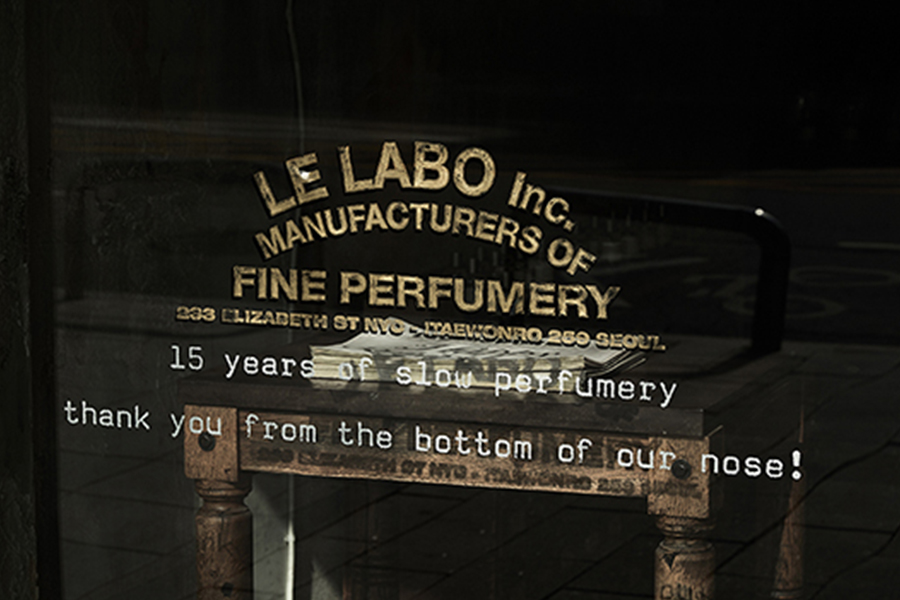 LE LABO Inc.
MANUFACTURERS OF
FINE PERFUMERY
233 ELIZABETH ST NYC - ITAEWONRO 259 SEOUL
15 years of slow perfumery
thank you from the bottom of our nose!